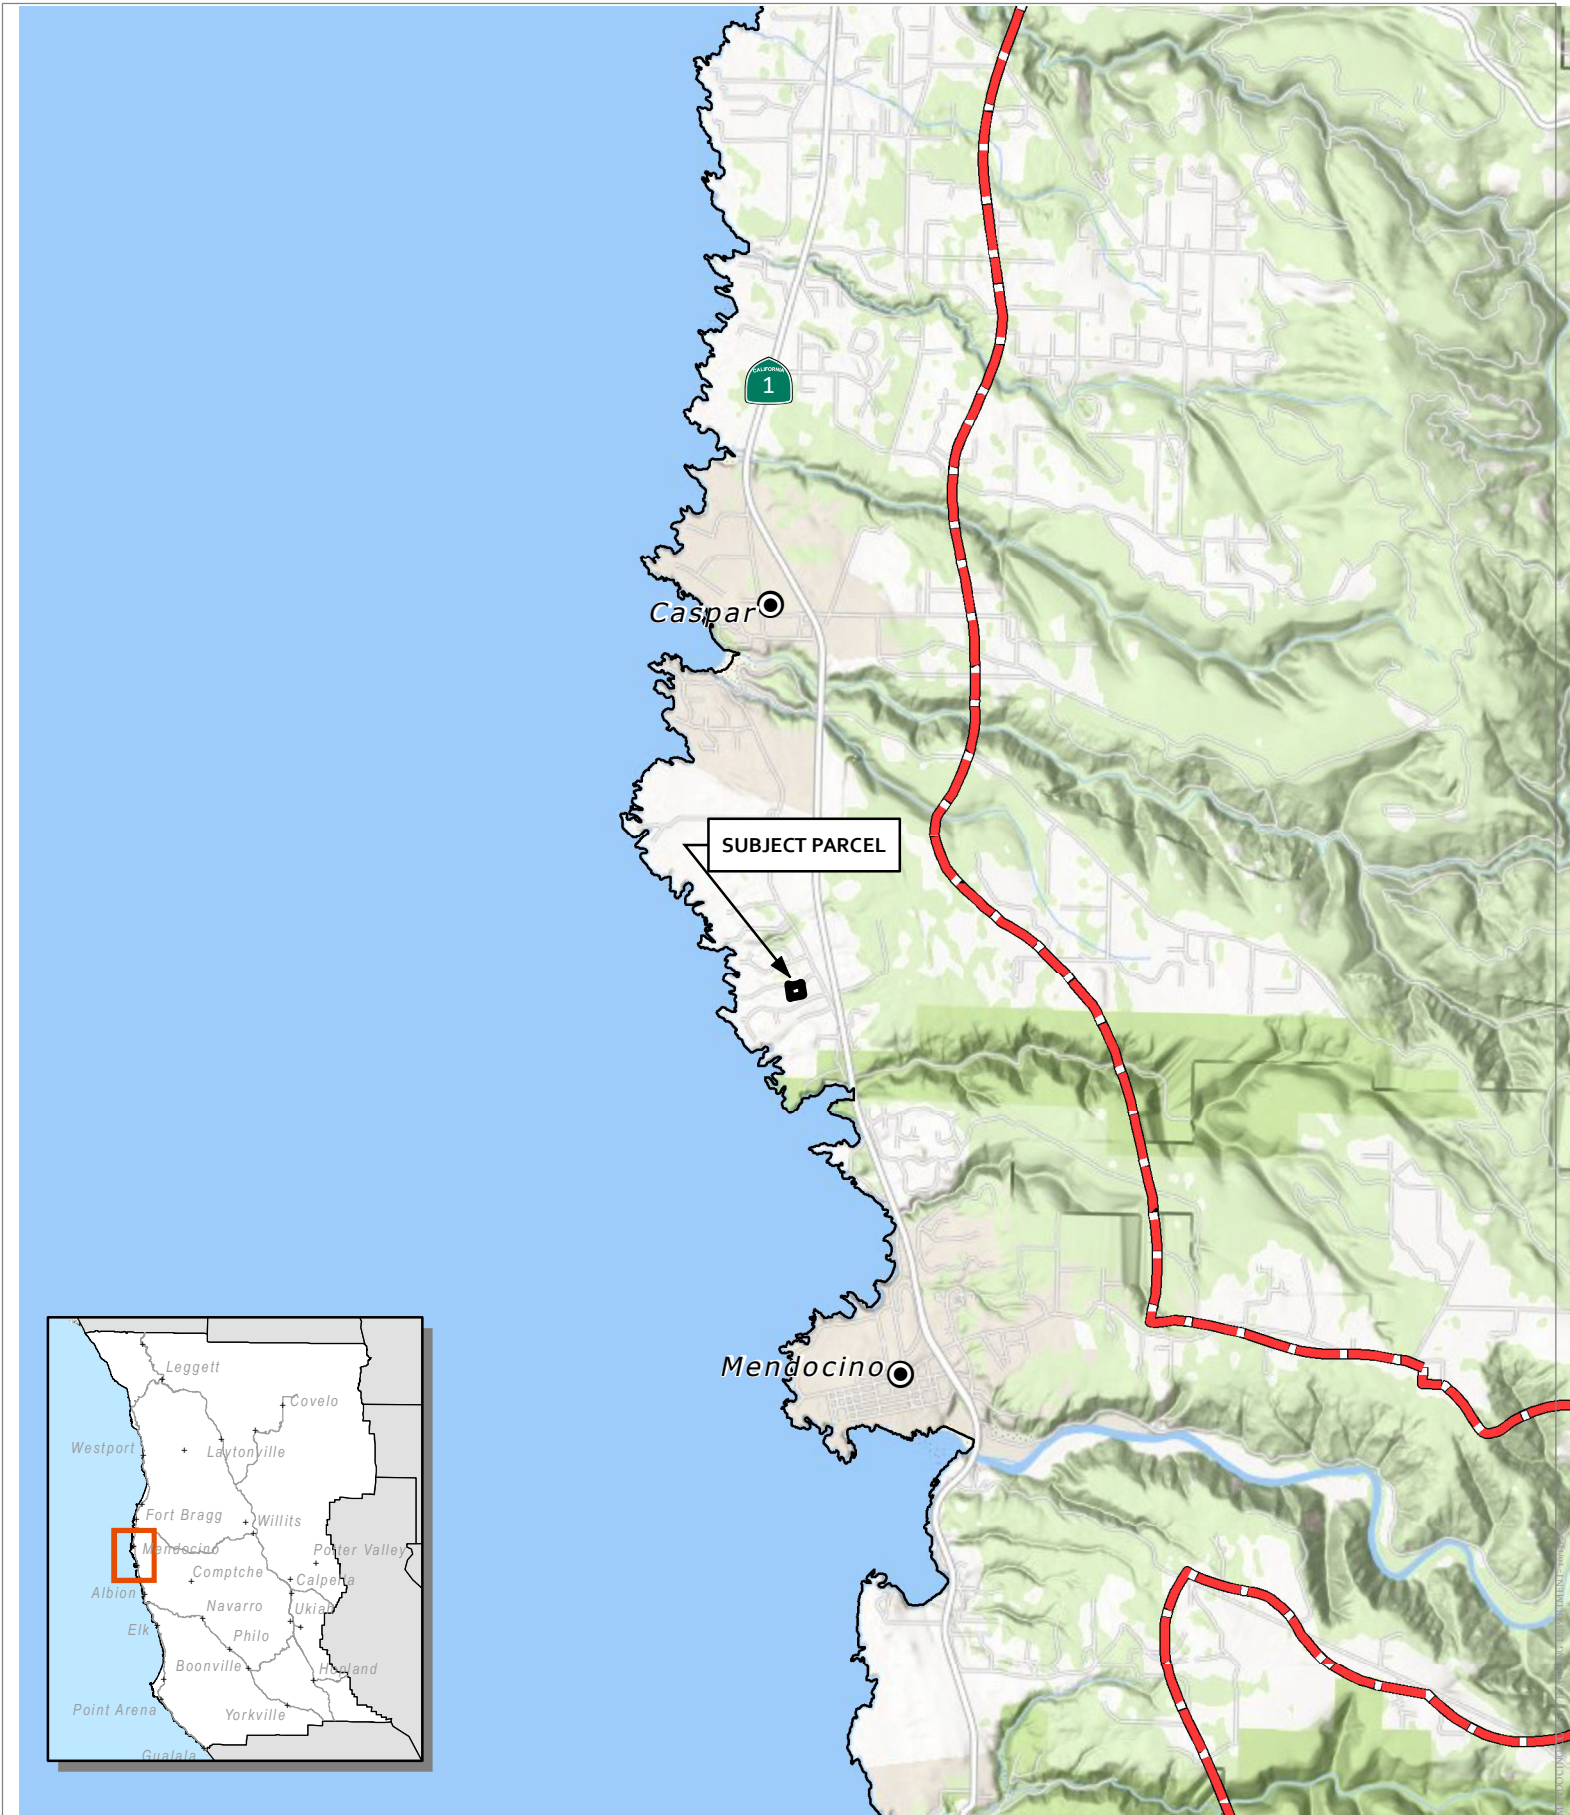 CALIFORNIA
1
Caspar
SUBJECT PARCEL
Mendocino
Leggett
Covelo
Westport
Laytonville
Fort Bragg
Willits
Mendocino
Potter Valley
Comptche
Calpella
Albion
Navarro
Ukiah
Elk
Philo
Boonville
Hopland
Point Arena
Yorkville
Gualala